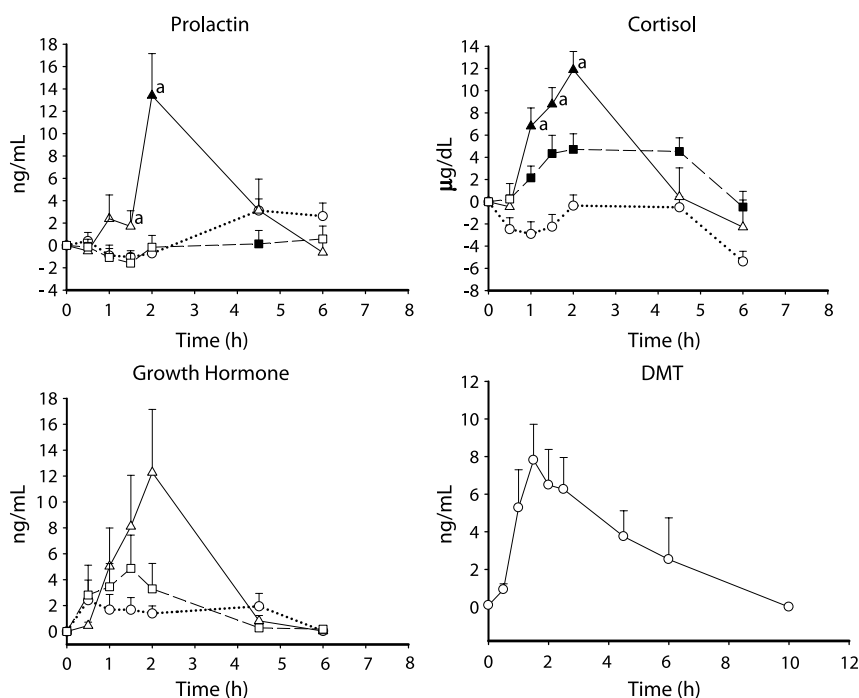 Prolactin
18
16
14
12
10
8
6
4
2
0
- 2
- 4
ng/mL
a
a
0 1 2 3 4 5 6 7 8
Time (h)
Cortisol
14
12
10
8
6
4
2
0
-2
-4
-6
-8
µg/dL
a
a
a
0 1 2 3 4 5 6 7 8
Time (h)
Growth Hormone
18
16
14
12
10
8
6
4
2
0
ng/mL
0 1 2 3 4 5 6 7 8
Time (h)
DMT
12
10
8
6
4
2
0
ng/mL
0 2 4 6 8 10 12
Time (h)